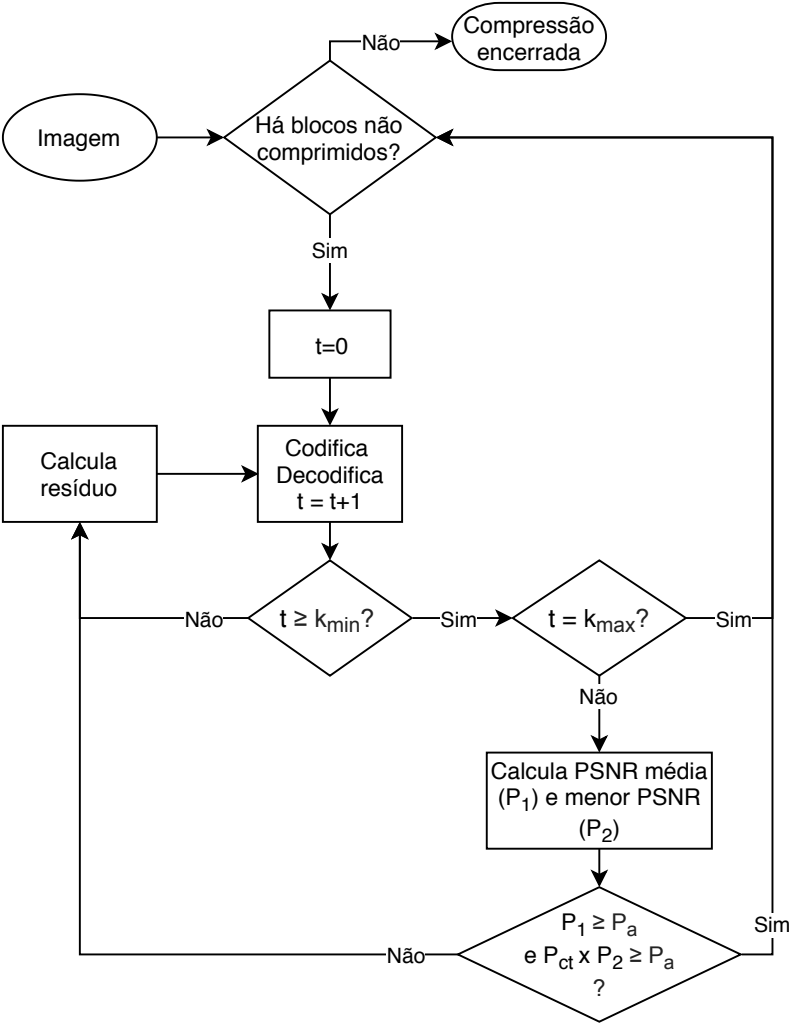 Compressão
encerrada
Não
Imagem
Há blocos não
comprimidos?
Sim
t=0
Calcula
resíduo
Codifica
Decodifica
t = t+1
Não
t ≥ kmin?
Sim
t = kmax?
Sim
Não
Calcula PSNR média
(P1) e menor PSNR
(P2)
P1 ≥ Pa
e Pct x P2 ≥ Pa
?
Não
Sim